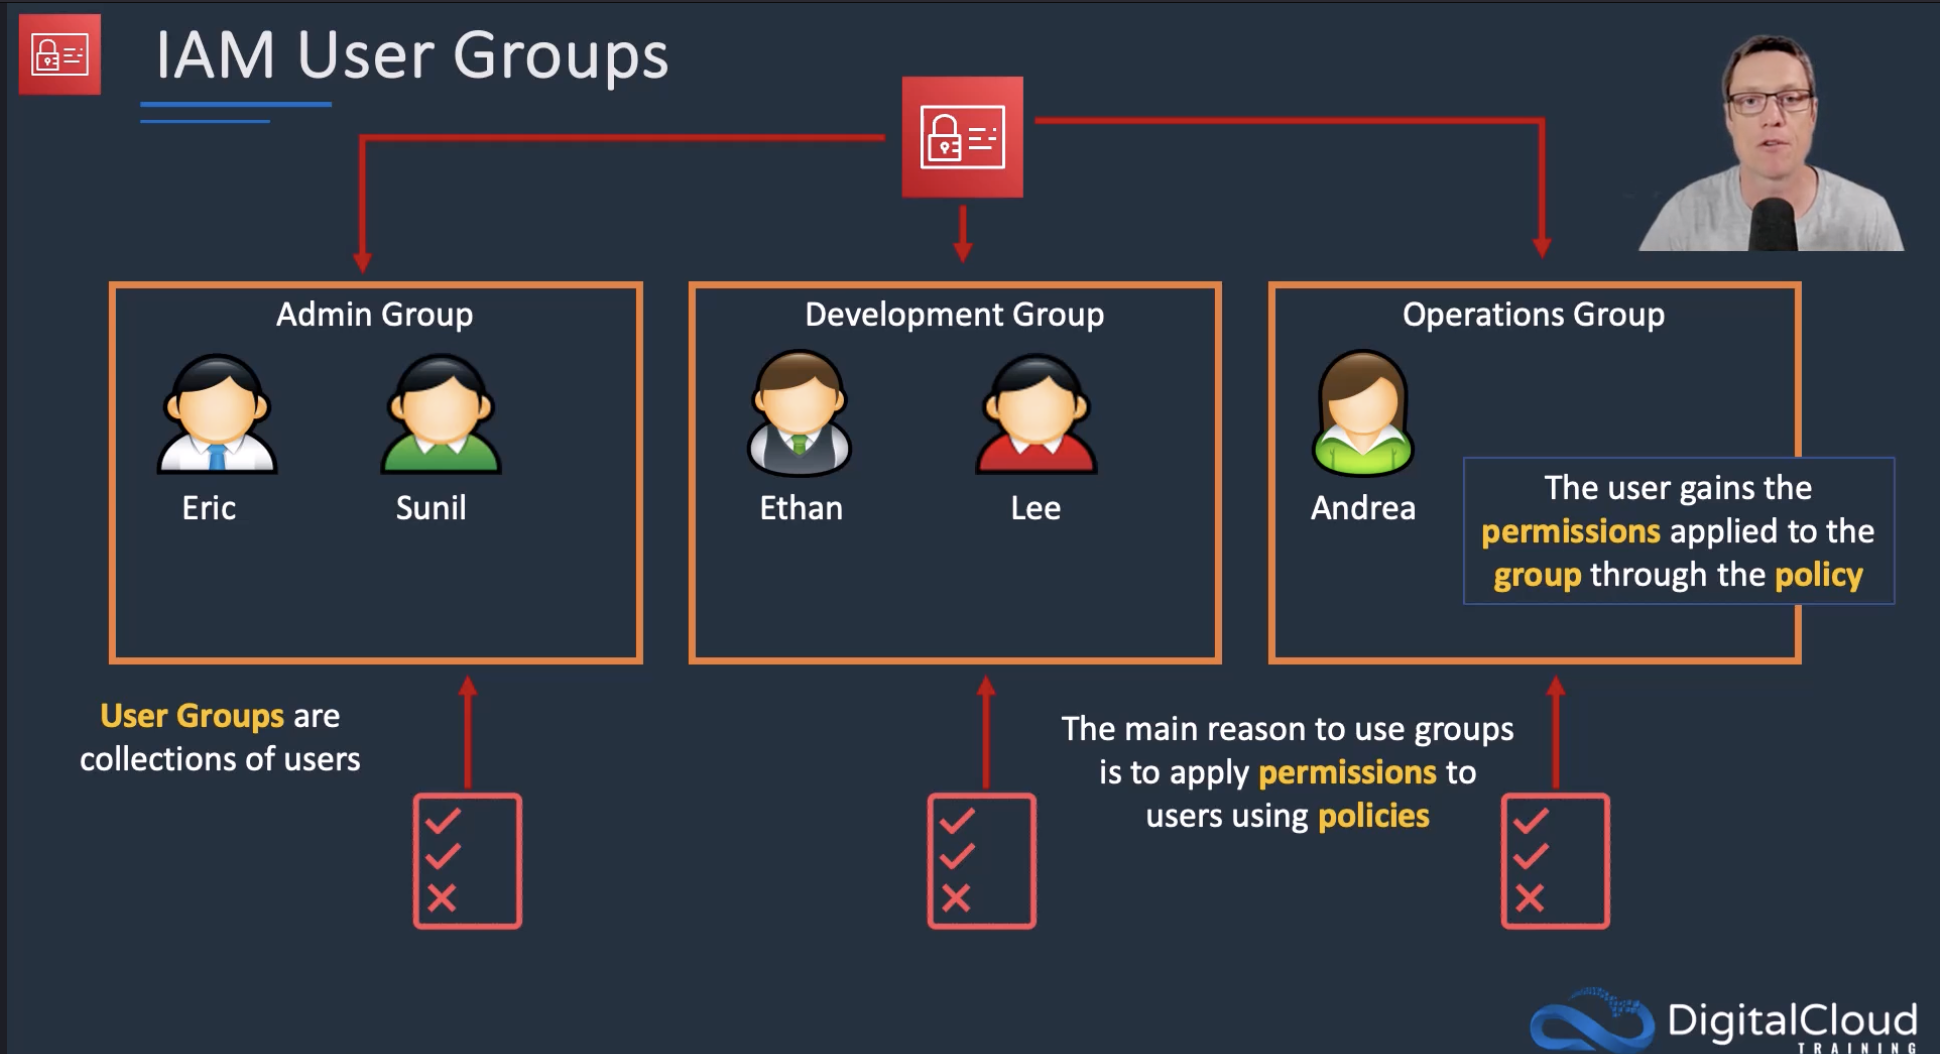 IAM User Groups
Admin Group
Eric
Sunil
Development Group
Ethan
Lee
Operations Group
Andrea
The user gains the
permissions applied to the
group through the policy
User Groups are
collections of users
The main reason to use groups
is to apply permissions to
users using policies
DigitalCloud
TRAINING